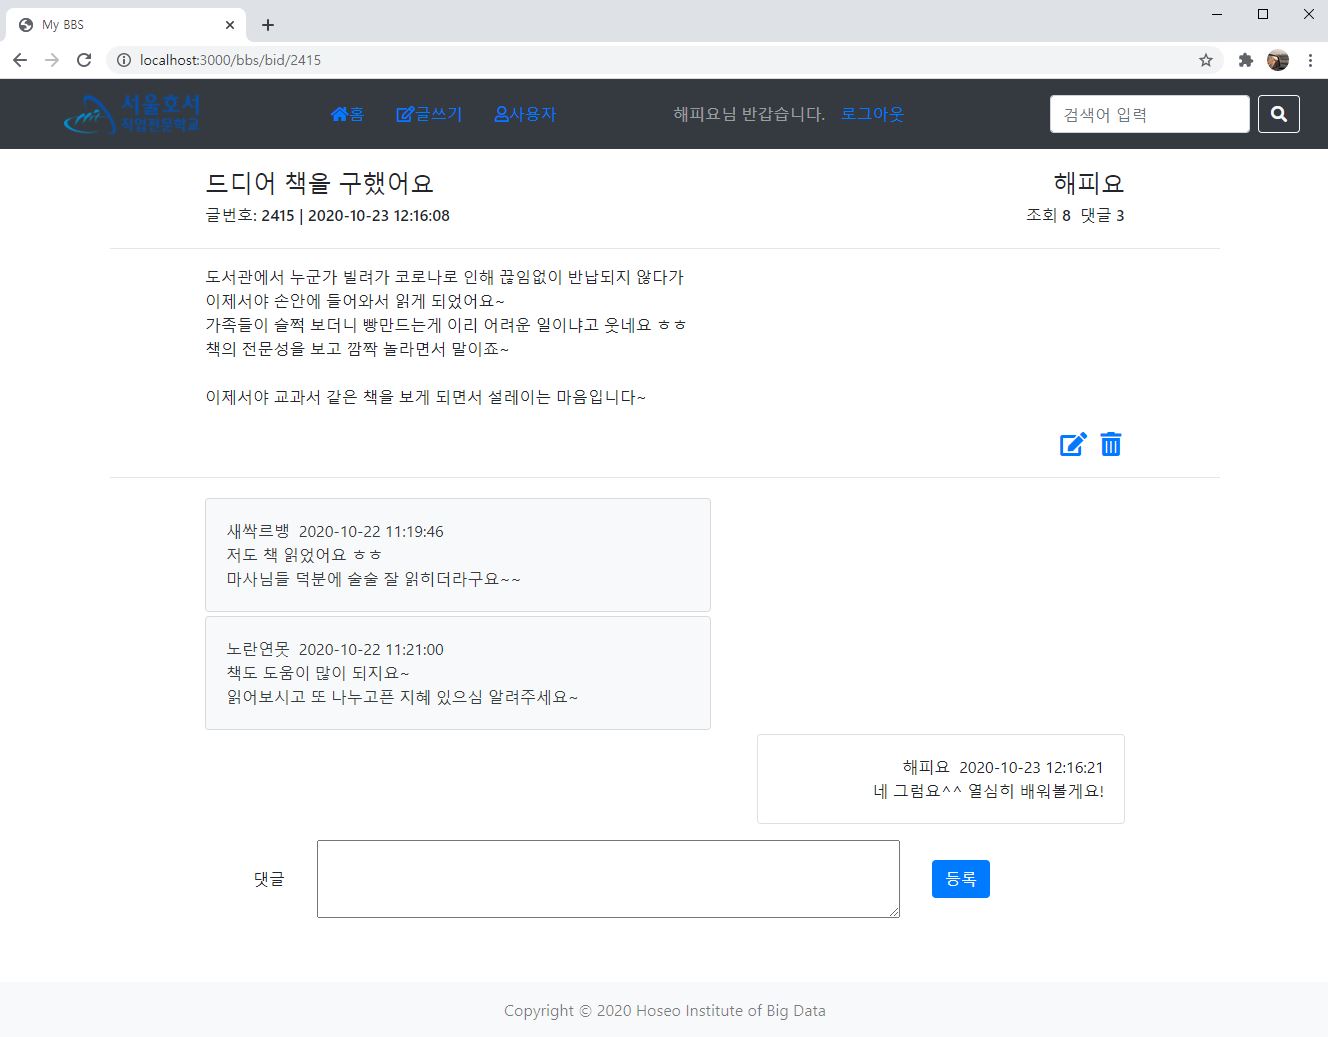 My BBS
localhost:3000/bbs/bid/2415
서울호서
직업전문학교
홈
글쓰기
사용자
해피요님 반갑습니다.
로그아웃
검색어 입력
드디어 책을 구했어요
해피요
글번호: 2415 | 2020-10-23 12:16:08
조회 8 댓글 3
도서관에서 누군가 빌려가 코로나로 인해 끊임없이 반납되지 않다가
이제서야 손안에 들어와서 읽게 되었어요~
가족들이 슬쩍 보더니 빵만드는게 이리 어려운 일이냐고 웃네요 ㅎㅎ
책의 전문성을 보고 깜짝 놀라면서 말이죠~
이제서야 교과서 같은 책을 보게 되면서 설레이는 마음입니다~
새싹르뱅 2020-10-22 11:19:46
저도 책 읽었어요 ㅎㅎ
마사님들 덕분에 술술 잘 읽히더라구요~~
노란연못 2020-10-22 11:21:00
책도 도움이 많이 되지요~
읽어보시고 또 나누고픈 지혜 있으심 알려주세요~
해피요 2020-10-23 12:16:21
네 그럼요^^ 열심히 배워볼게요!
댓글
등록
Copyright © 2020 Hoseo Institute of Big Data